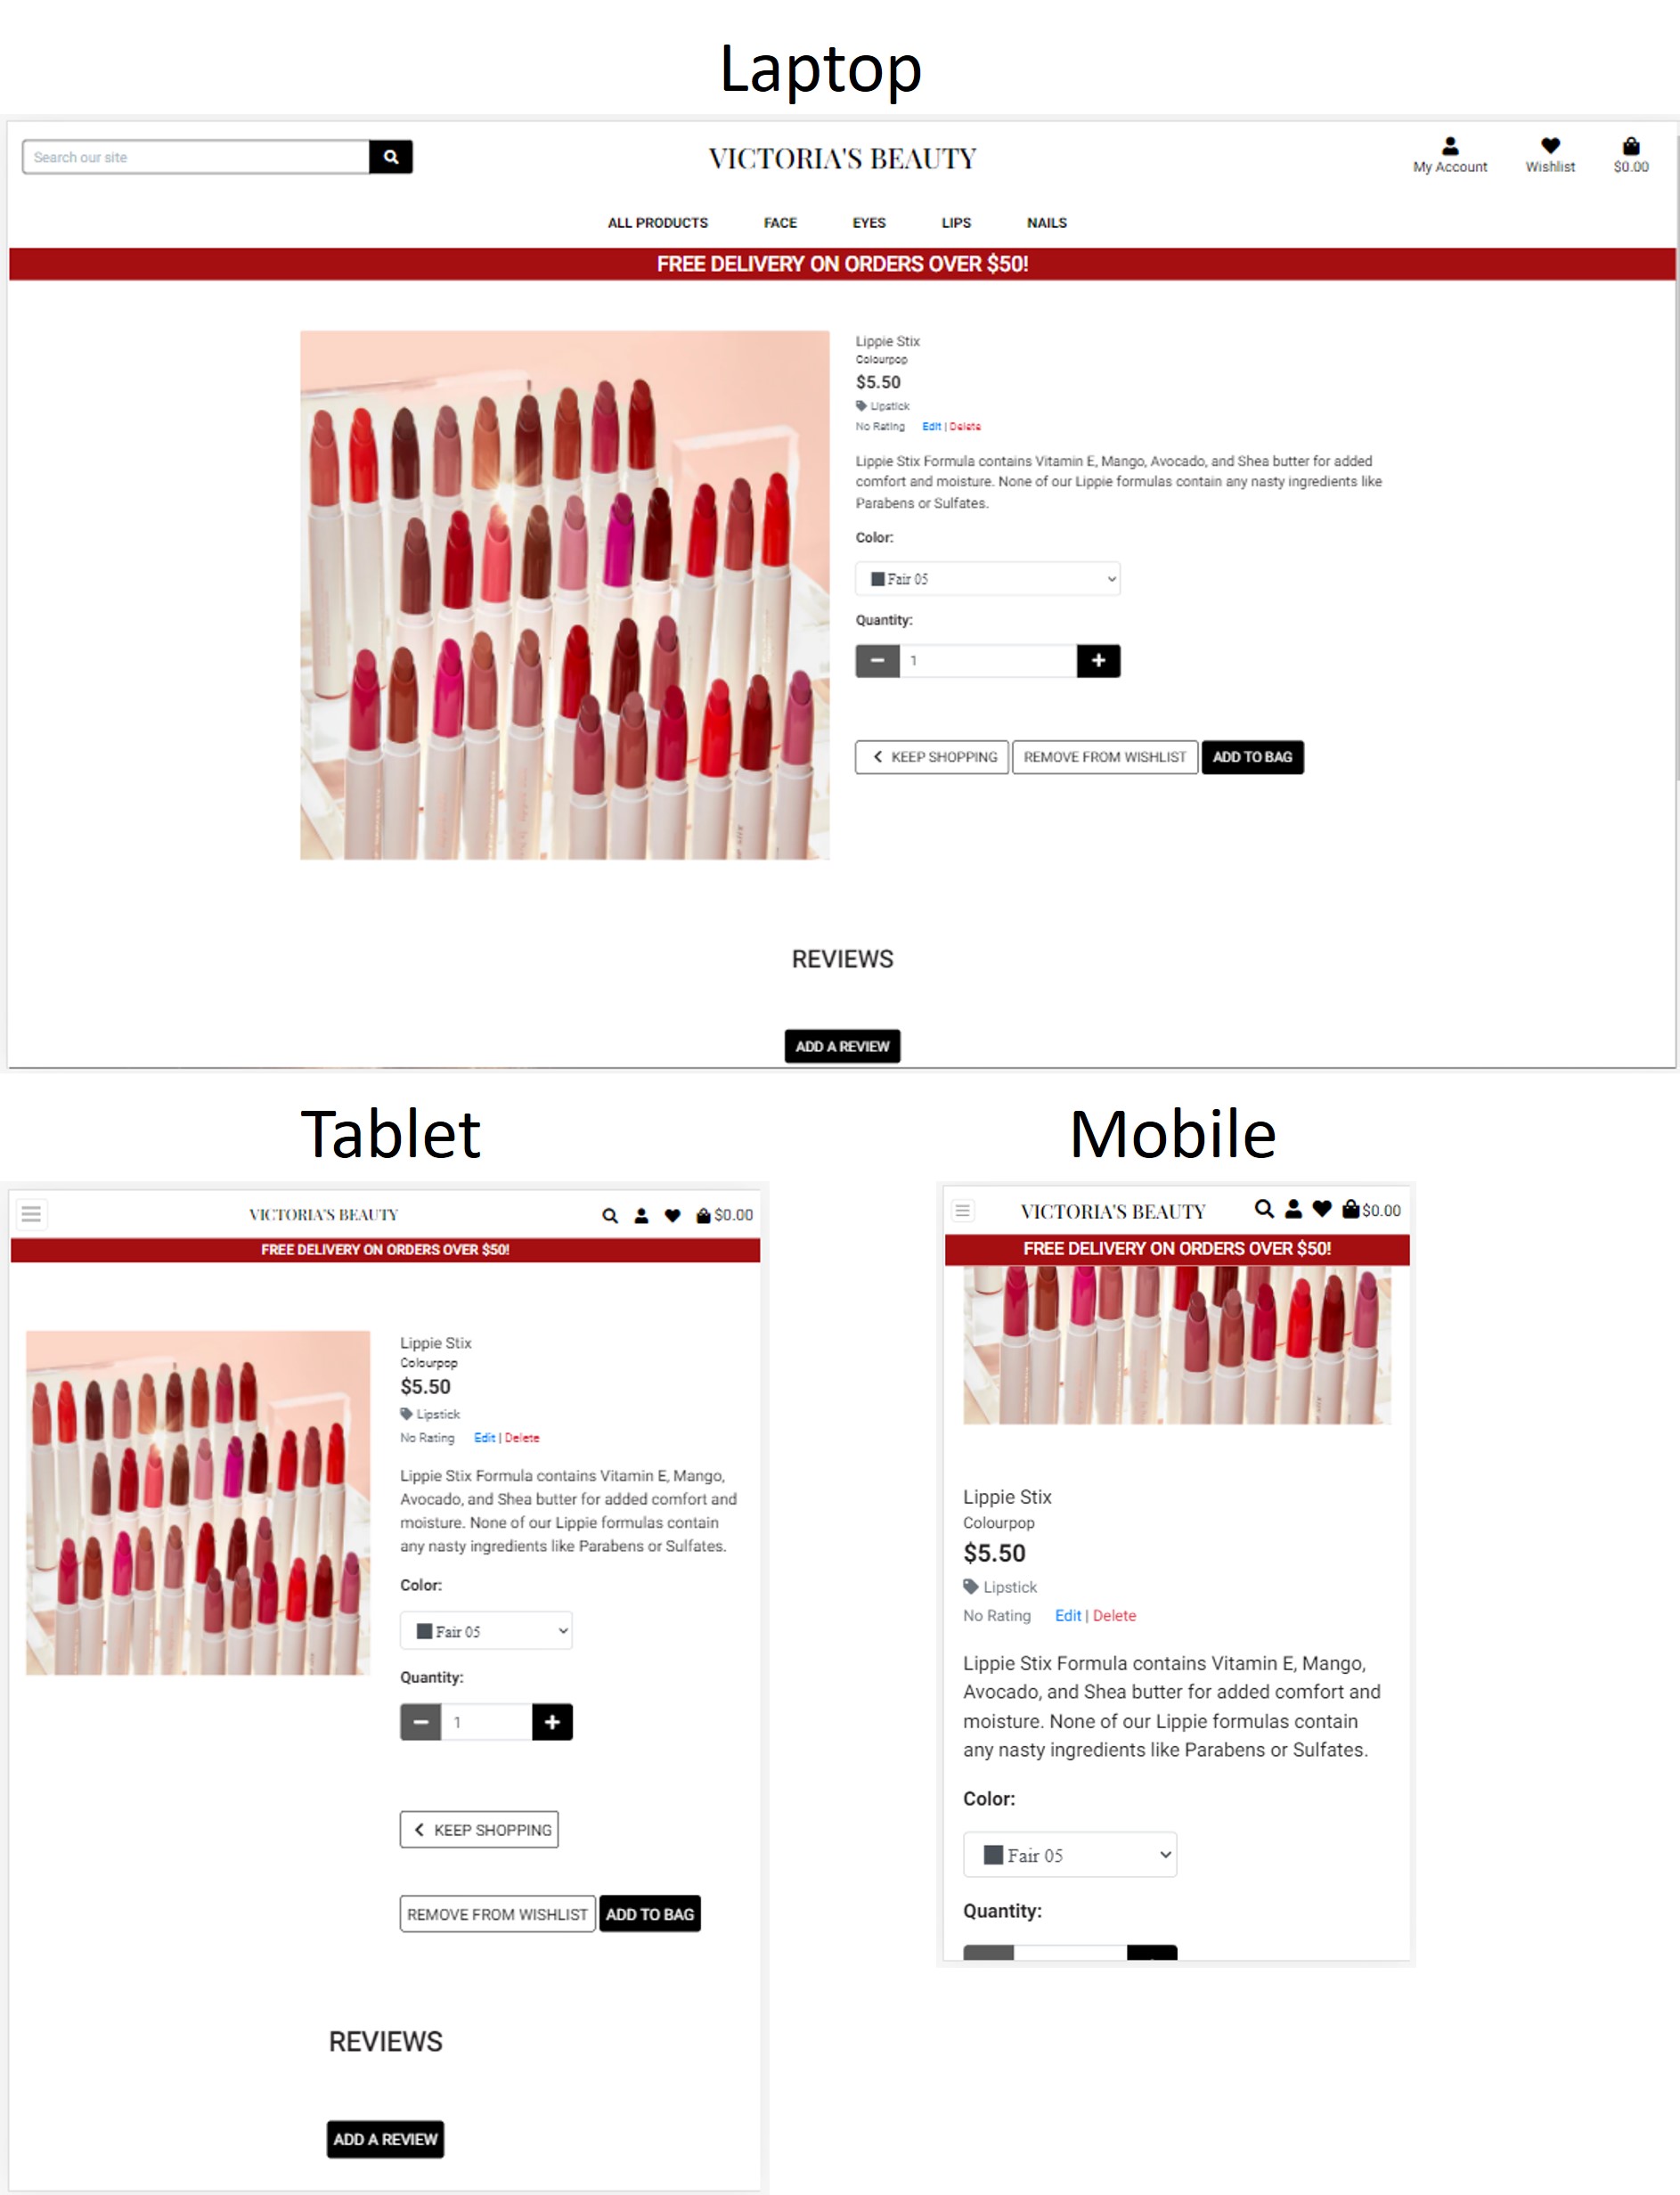 Laptop
Search our site
VICTORIA'S BEAUTY
My Account
Wishlist
$0.00
ALL PRODUCTS FACE EYES LIPS NAILS
FREE DELIVERY ON ORDERS OVER $50!
Lippie Stix
Colourpop
$5.50
Lipstick
No Rating Edit | Delete
Lippie Stix Formula contains Vitamin E, Mango, Avocado, and Shea butter for added
comfort and moisture. None of our Lippie formulas contain any nasty ingredients like
Parabens or Sulfates.
Color:
Fair 05
Quantity:
1
KEEP SHOPPING REMOVE FROM WISHLIST ADD TO BAG
REVIEWS
ADD A REVIEW
Tablet
VICTORIA'S BEAUTY
$0.00
FREE DELIVERY ON ORDERS OVER $50!
Lippie Stix
Colourpop
$5.50
Lipstick
No Rating Edit | Delete
Lippie Stix Formula contains Vitamin E, Mango,
Avocado, and Shea butter for added comfort and
moisture. None of our Lippie formulas contain
any nasty ingredients like Parabens or Sulfates.
Color:
Fair 05
Quantity:
1
KEEP SHOPPING
REMOVE FROM WISHLIST ADD TO BAG
REVIEWS
ADD A REVIEW
Mobile
VICTORIA'S BEAUTY
$0.00
FREE DELIVERY ON ORDERS OVER $50!
Lippie Stix
Colourpop
$5.50
Lipstick
No Rating Edit | Delete
Lippie Stix Formula contains Vitamin E, Mango,
Avocado, and Shea butter for added comfort and
moisture. None of our Lippie formulas contain
any nasty ingredients like Parabens or Sulfates.
Color:
Fair 05
Quantity: